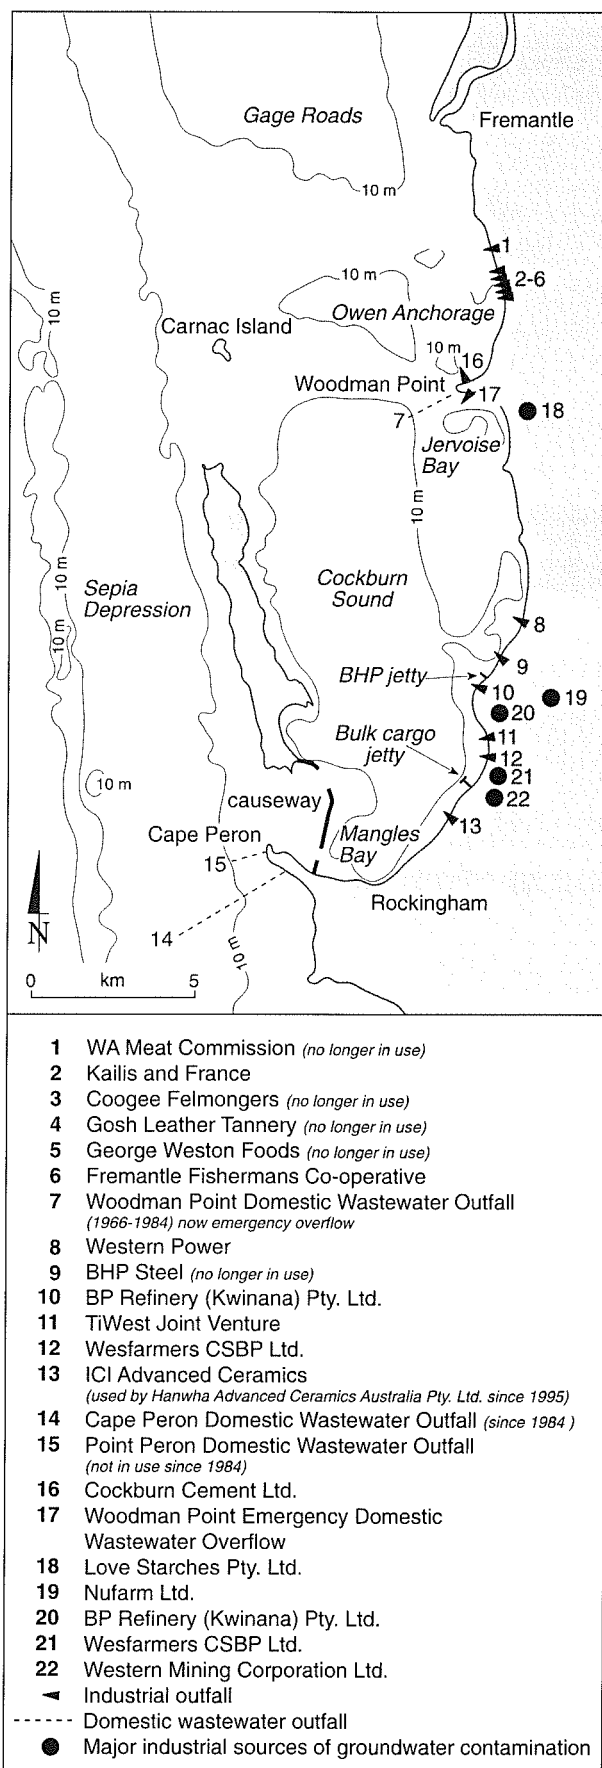 Gage Roads
Fremantle
10 m
1
2-6
10 m
10 m
Owen Anchorage
Carnac Island
10 m
16
Woodman Point
17
18
7
Jervoise
Bay
10 m
10 m
Sepia
Depression
Cockburn
Sound
8
10 m
9
BHP jetty
10
19
20
Bulk cargo
jetty
11
12
10 m
21
causeway
22
Cape Peron
Mangles
Bay
13
15
Rockingham
14
10 m
N
0 km 5
1 WA Meat Commission (no longer in use)
2 Kailis and France
3 Coogee Felmongers (no longer in use)
4 Gosh Leather Tannery (no longer in use)
5 George Weston Foods (no longer in use)
6 Fremantle Fishermans Co-operative
7 Woodman Point Domestic Wastewater Outfall
(1966-1984) now emergency overflow
8 Western Power
9 BHP Steel (no longer in use)
10 BP Refinery (Kwinana) Pty. Ltd.
11 TiWest Joint Venture
12 Wesfarmers CSBP Ltd.
13 ICI Advanced Ceramics
(used by Hanwha Advanced Ceramics Australia Pty. Ltd. since 1995)
14 Cape Peron Domestic Wastewater Outfall (since 1984 )
15 Point Peron Domestic Wastewater Outfall
(not in use since 1984)
16 Cockburn Cement Ltd.
17 Woodman Point Emergency Domestic
Wastewater Overflow
18 Love Starches Pty. Ltd.
19 Nufarm Ltd.
20 BP Refinery (Kwinana) Pty. Ltd.
21 Wesfarmers CSBP Ltd.
22 Western Mining Corporation Ltd.
Industrial outfall
Domestic wastewater outfall
Major industrial sources of groundwater contamination